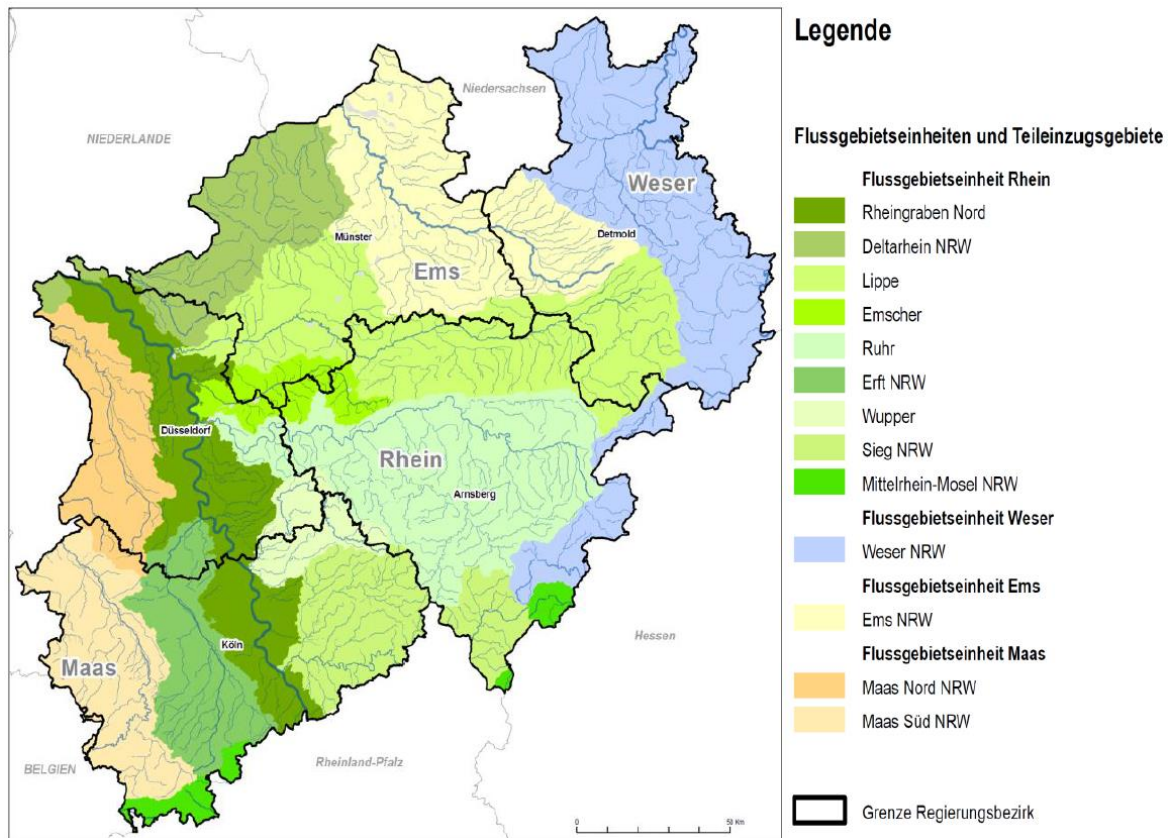 Legende
Flussgebietseinheiten und Teileinzugsgebiete
Flussgebietseinheit Rhein
Rheingraben Nord
Deltarhein NRW
Lippe
Emscher
Ruhr
Erft NRW
Wupper
Sieg NRW
Mittelrhein-Mosel NRW
Flussgebietseinheit Weser
Weser NRW
Flussgebietseinheit Ems
Ems NRW
Flussgebietseinheit Maas
Maas Nord NRW
Maas Süd NRW
Grenze Regierungsbezirk
Niedersachsen
NIEDERLANDE
Weser
Münster
Detmold
Ems
Düsseldorf
Rhein
Arnsberg
Köln
Hessen
Maas
Rheinland-Pfalz
BELGIEN
0 50 Km